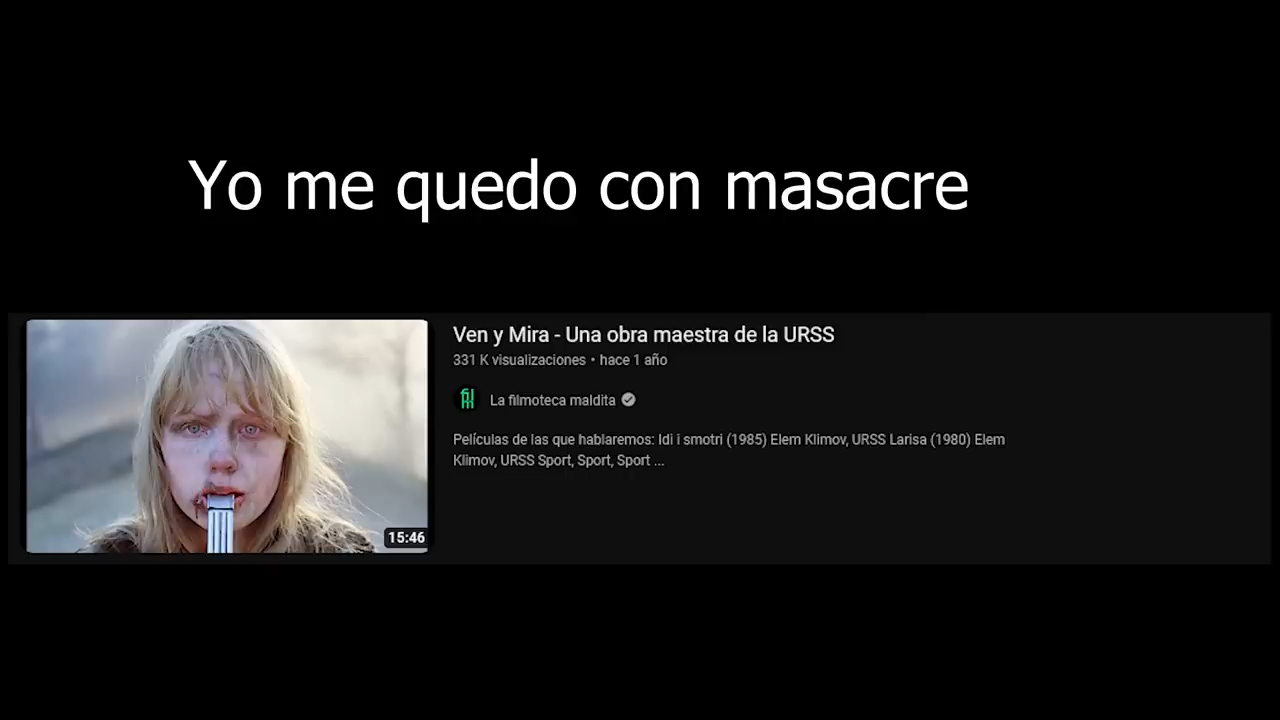 Yo me quedo con masacre
Ven y Mira - Una obra maestra de la URSS
331 K visualizaciones • hace 1 año
La filmoteca maldita
Películas de las que hablaremos: Idi i smotri (1985) Elem Klimov, URSS Larisa (1980) Elem
Klimov, URSS Sport, Sport, Sport ...
15:46